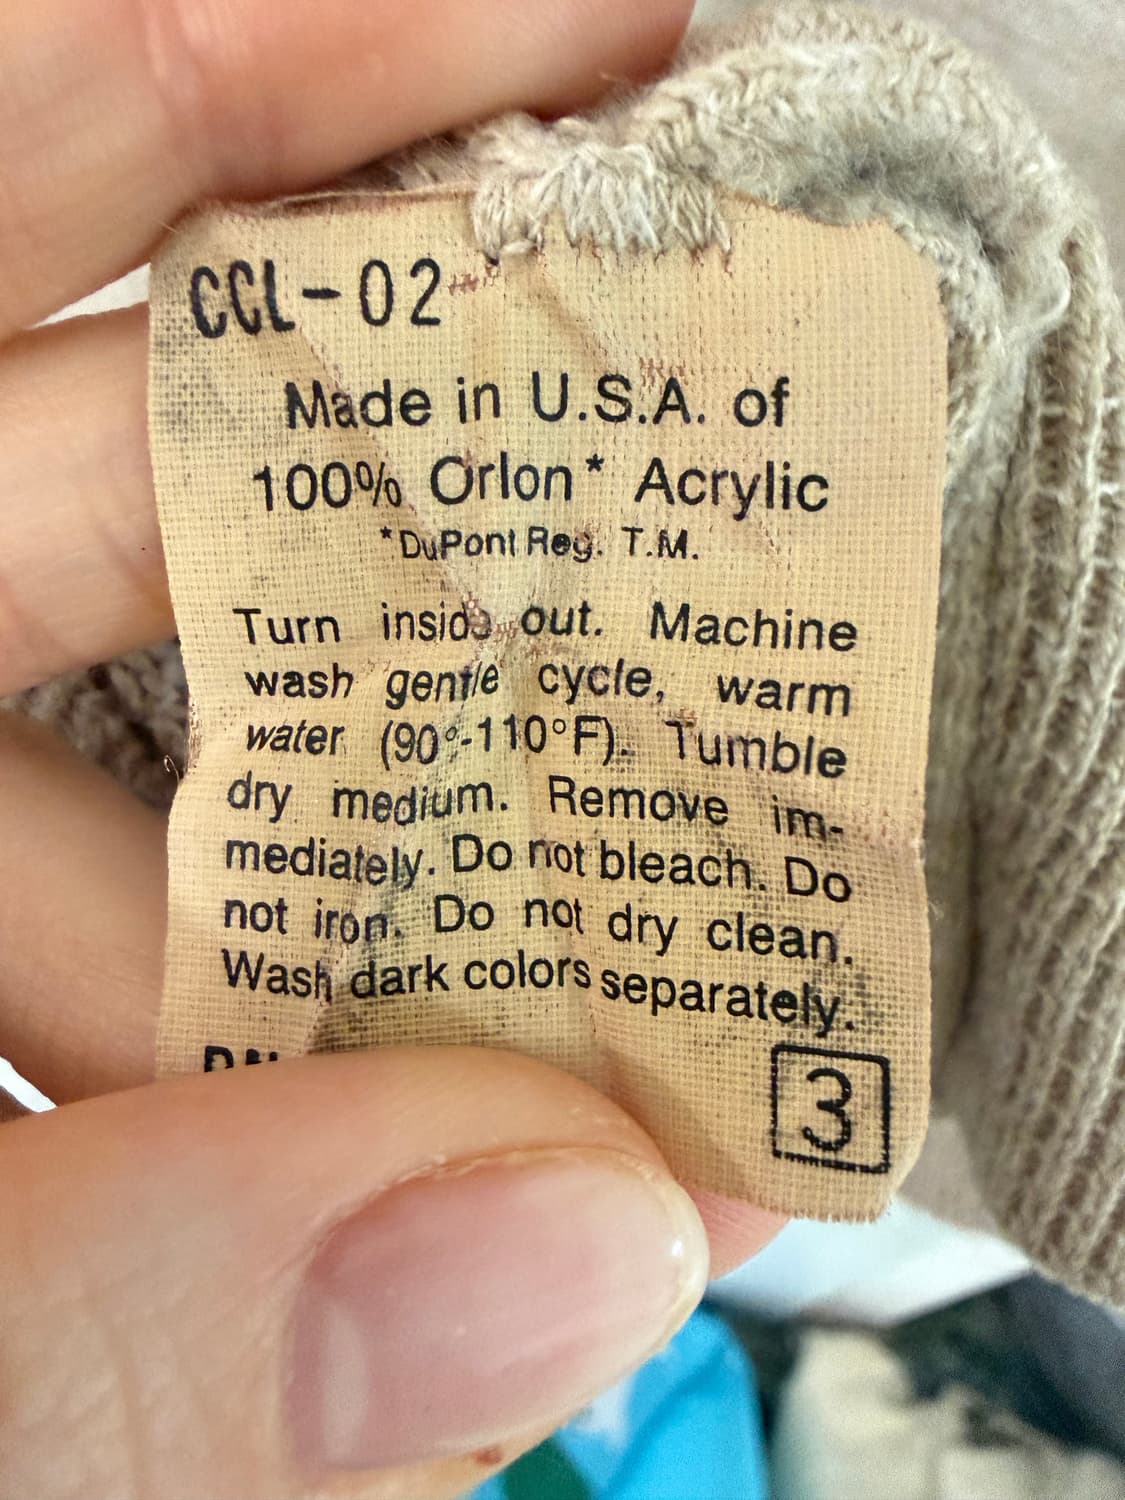 CCL-02
Made in U.S.A. of
100% Orlon* Acrylic
*DuPont Reg. T.M.
Turn inside out. Machine
wash gentle cycle, warm
water (90°-110°F). Tumble
dry medium. Remove im-
mediately. Do not bleach. Do
not iron. Do not dry clean.
Wash dark colors separately.
3